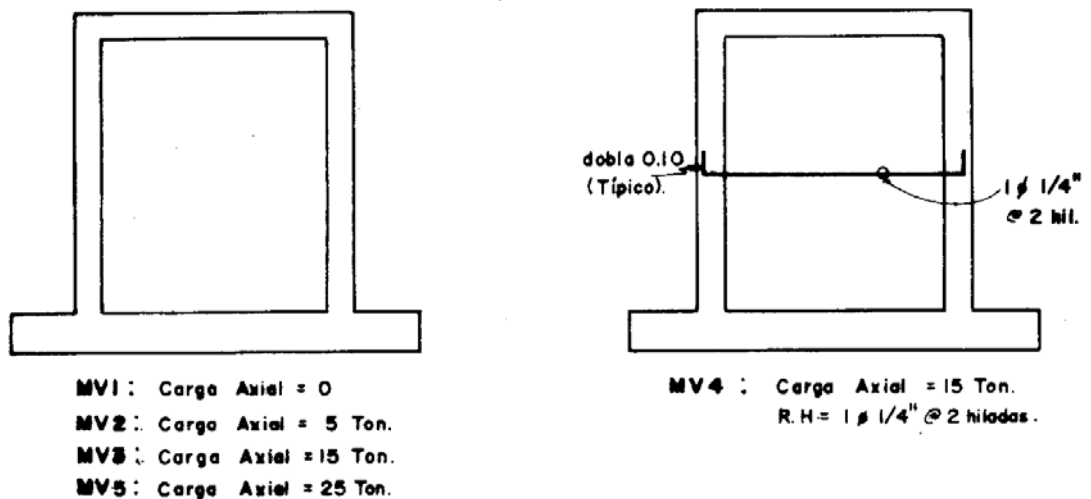 MV1 : Carga Axial = 0
MV2 : Carga Axial = 5 Ton.
MV3 : Carga Axial = 15 Ton.
MV5 : Carga Axial = 25 Ton.
dobla 0.10
(Típico).
1 ϕ 1/4"
@ 2 hil.
MV4 : Carga Axial = 15 Ton.
R.H = 1 ϕ 1/4" @ 2 hiladas.